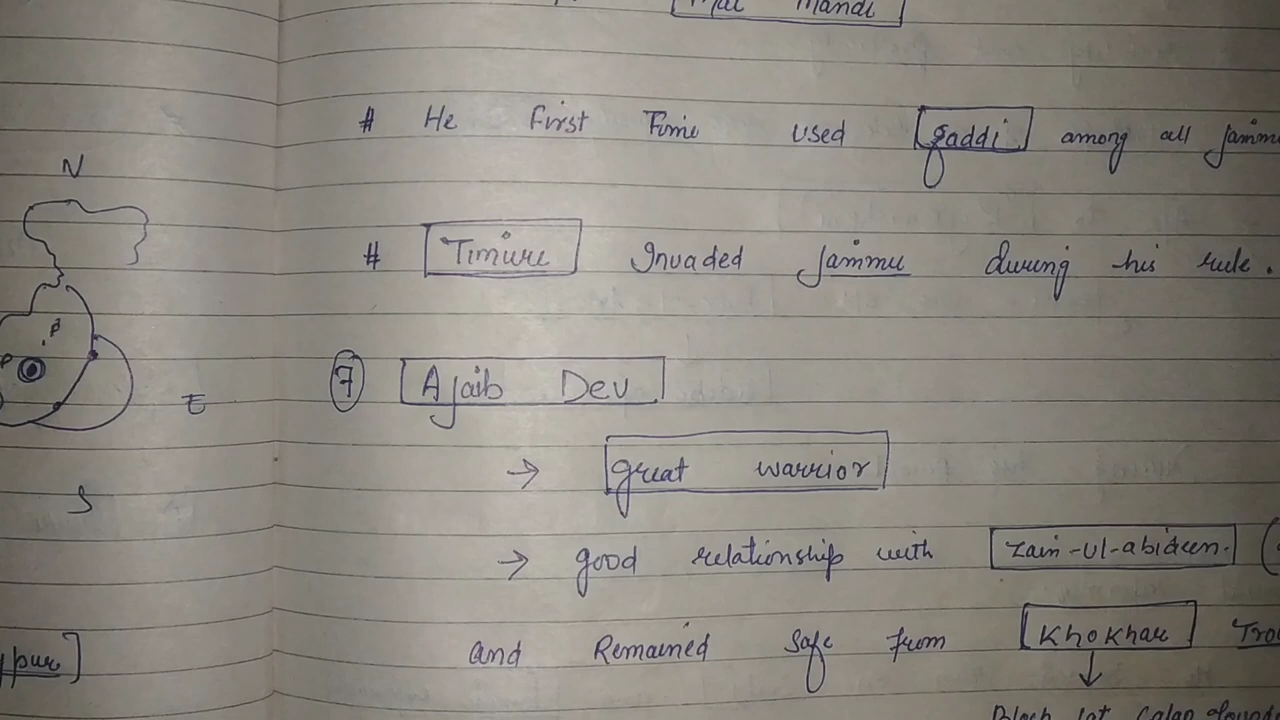 Mal Mandi
# He First Time used gaddi among all Jammu
# Timure Invaded Jammu during his rule.
N
P
P
E
S
7 Ajaib Dev
→ great warrior
→ good relationship with zain-ul-abideen.
and Remained safe from Khokhar
pur]